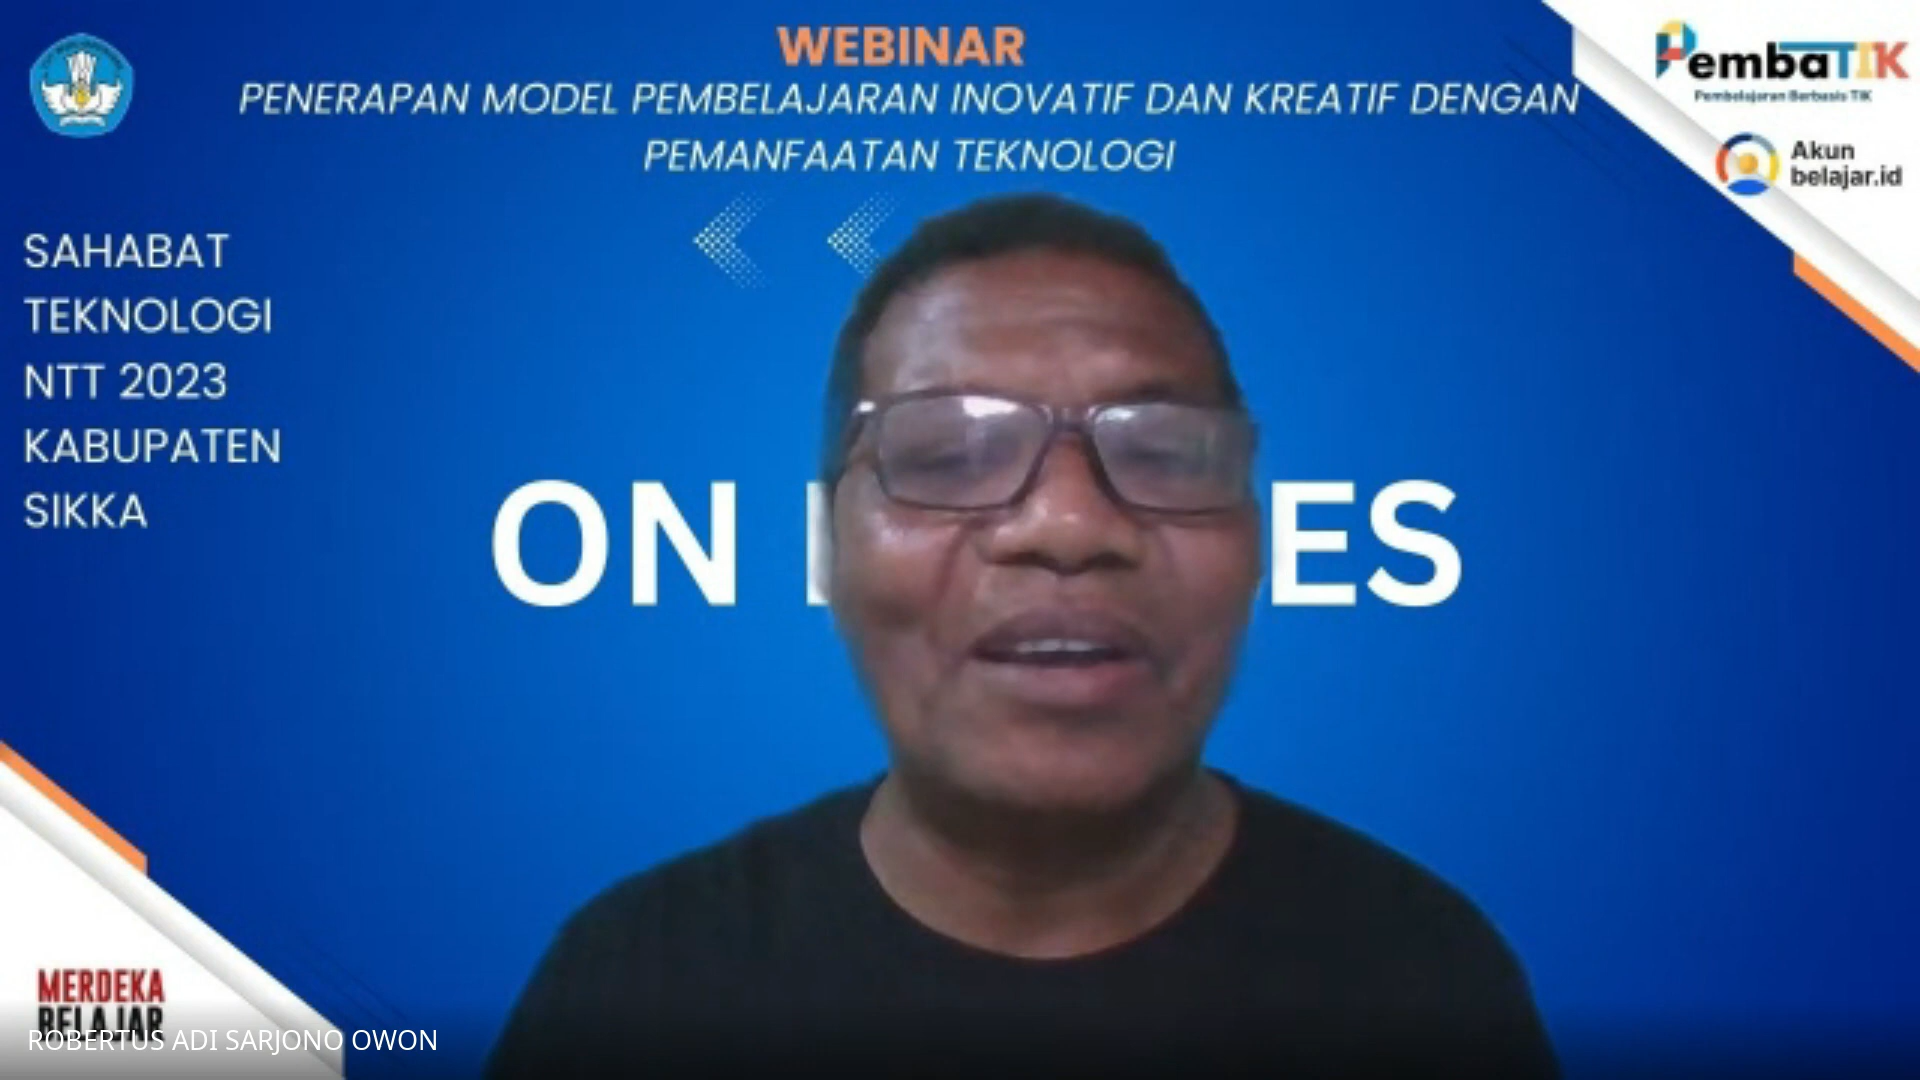 WEBINAR
PENERAPAN MODEL PEMBELAJARAN INOVATIF DAN KREATIF DENGAN
PEMANFAATAN TEKNOLOGI
PembaTIK
Pembelajaran Berbasis TIK
Akun
belajar.id
SAHABAT
TEKNOLOGI
NTT 2023
KABUPATEN
SIKKA
ON ES
MERDEKA
BELAJAR
ROBERTUS ADI SARJONO OWON